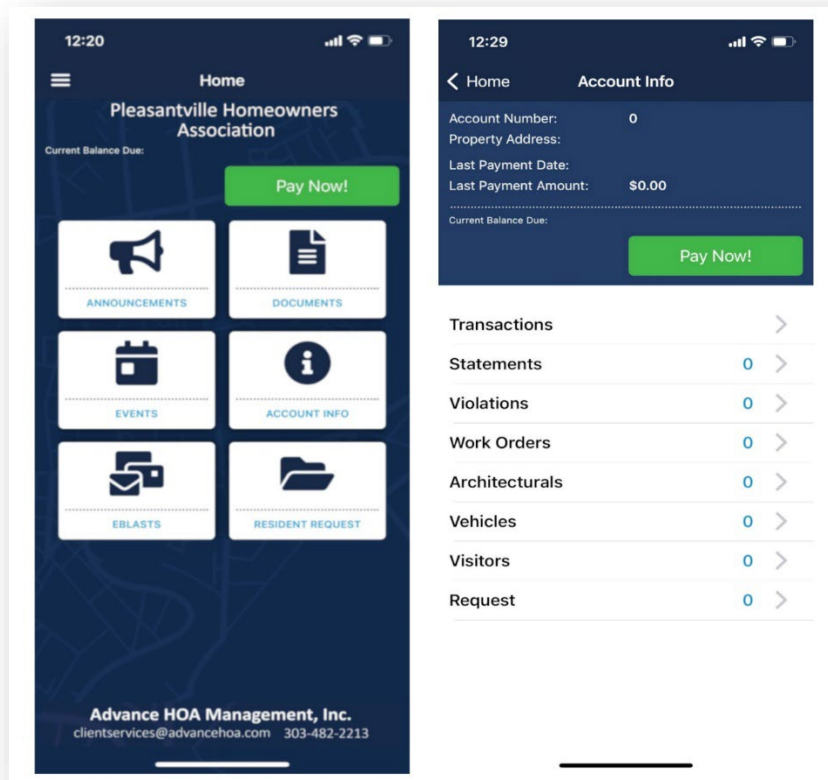 12:20
Home
Pleasantville Homeowners
Association
Current Balance Due:
Pay Now!
ANNOUNCEMENTS
DOCUMENTS
EVENTS
ACCOUNT INFO
EBLASTS
RESIDENT REQUEST
Advance HOA Management, Inc.
clientservices@advancehoa.com 303-482-2213
12:29
Home Account Info
Account Number: 0
Property Address:
Last Payment Date:
Last Payment Amount: $0.00
Current Balance Due:
Pay Now!
Transactions
Statements 0
Violations 0
Work Orders 0
Architecturals 0
Vehicles 0
Visitors 0
Request 0